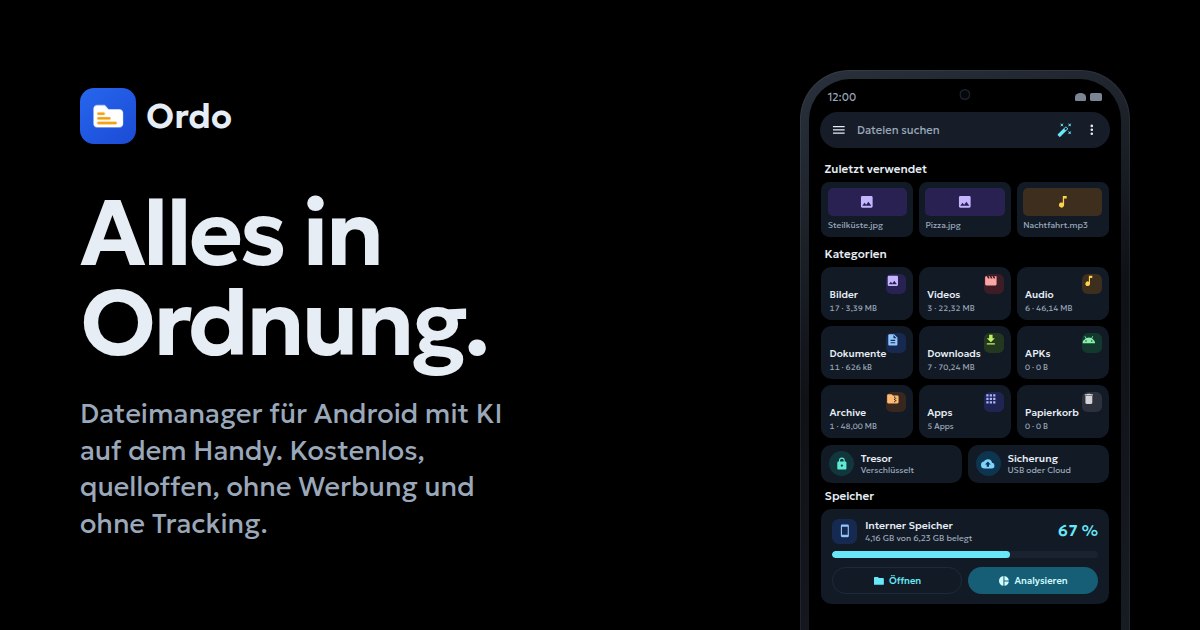 Ordo
Alles in
Ordnung.
Dateimanager für Android mit KI
auf dem Handy. Kostenlos,
quelloffen, ohne Werbung und
ohne Tracking.
12:00
Dateien suchen
Zuletzt verwendet
Steilküste.jpg
Pizza.jpg
Nachtfahrt.mp3
Kategorien
Bilder
17 · 3,39 MB
Videos
3 · 22,32 MB
Audio
6 · 46,14 MB
Dokumente
11 · 626 kB
Downloads
7 · 70,24 MB
APKs
0 · 0 B
Archive
1 · 48,00 MB
Apps
5 Apps
Papierkorb
0 · 0 B
Tresor
Verschlüsselt
Sicherung
USB oder Cloud
Speicher
Interner Speicher
4,16 GB von 6,23 GB belegt
67 %
Öffnen
Analysieren